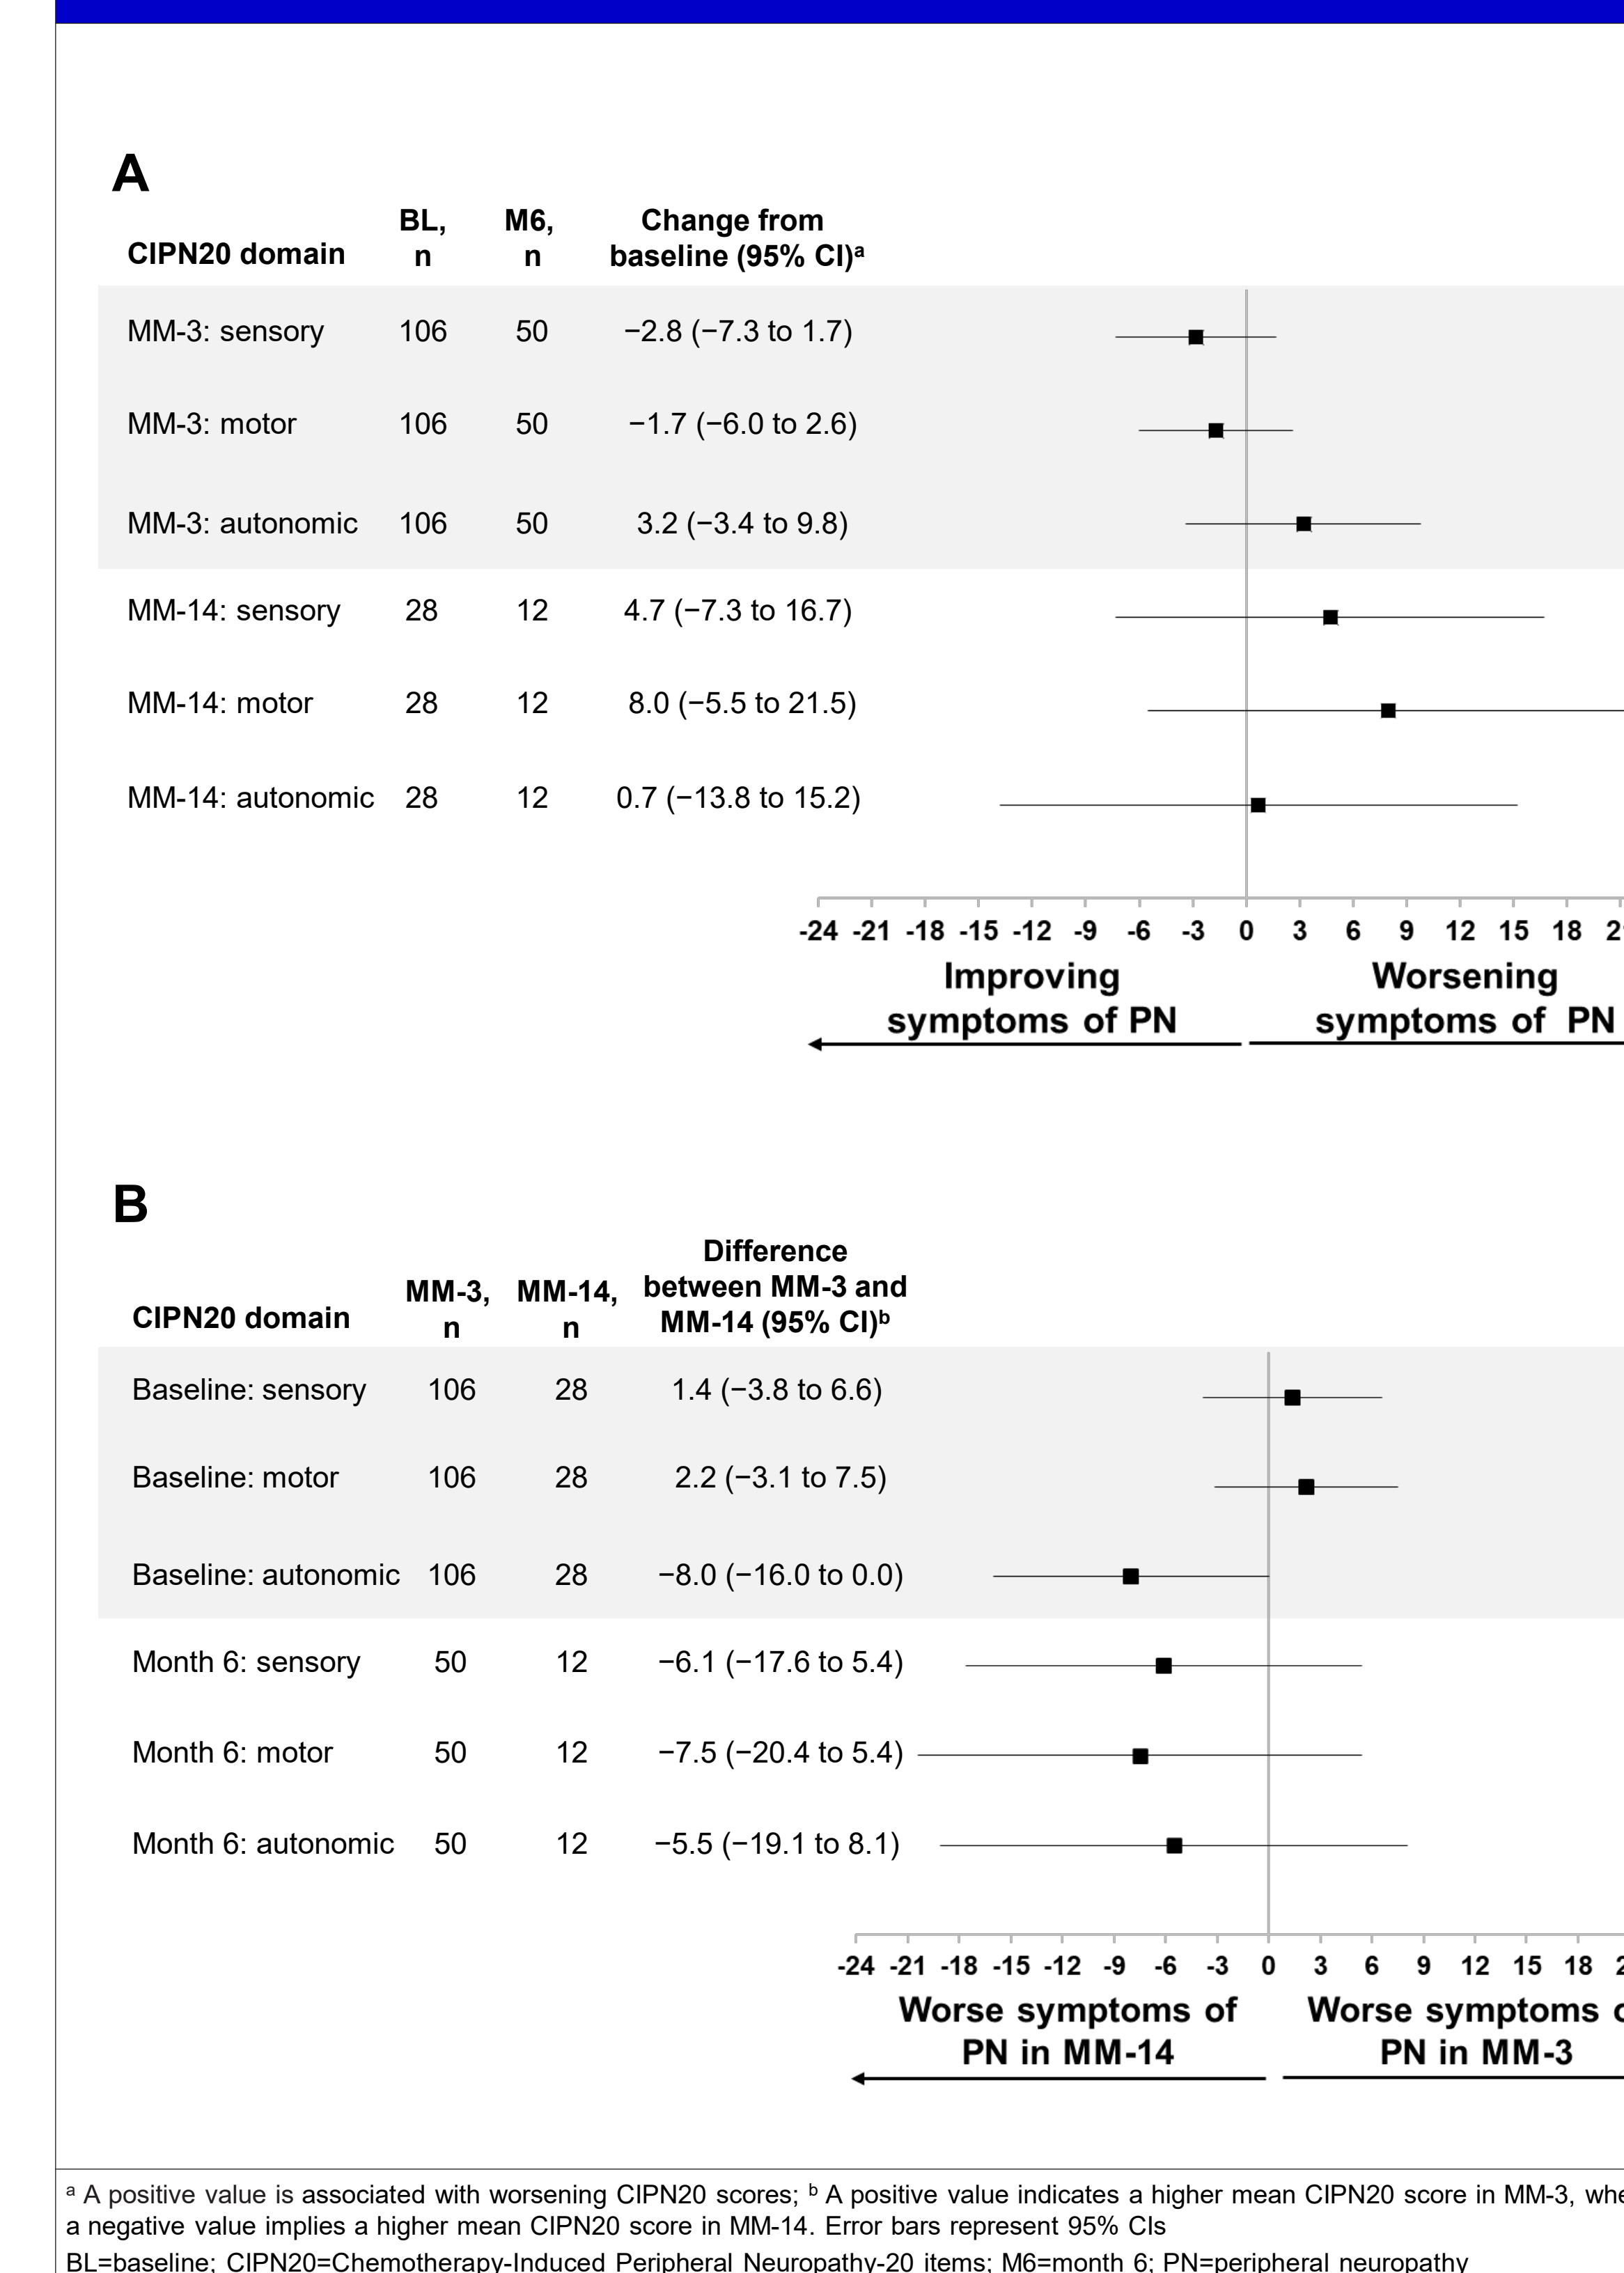 A
CIPN20 domain BL, n M6, n Change from baseline (95% CI)ᵃ
MM-3: sensory 106 50 −2.8 (−7.3 to 1.7)
MM-3: motor 106 50 −1.7 (−6.0 to 2.6)
MM-3: autonomic 106 50 3.2 (−3.4 to 9.8)
MM-14: sensory 28 12 4.7 (−7.3 to 16.7)
MM-14: motor 28 12 8.0 (−5.5 to 21.5)
MM-14: autonomic 28 12 0.7 (−13.8 to 15.2)
-24 -21 -18 -15 -12 -9 -6 -3 0 3 6 9 12 15 18
Improving Worsening
symptoms of PN symptoms of PN
B
CIPN20 domain MM-3, n MM-14, n Difference between MM-3 and MM-14 (95% CI)ᵇ
Baseline: sensory 106 28 1.4 (−3.8 to 6.6)
Baseline: motor 106 28 2.2 (−3.1 to 7.5)
Baseline: autonomic 106 28 −8.0 (−16.0 to 0.0)
Month 6: sensory 50 12 −6.1 (−17.6 to 5.4)
Month 6: motor 50 12 −7.5 (−20.4 to 5.4)
Month 6: autonomic 50 12 −5.5 (−19.1 to 8.1)
-24 -21 -18 -15 -12 -9 -6 -3 0 3 6 9 12 15 18
Worse symptoms of Worse symptoms
PN in MM-14 PN in MM-3
ᵃ A positive value is associated with worsening CIPN20 scores; ᵇ A positive value indicates a higher mean CIPN20 score in MM-3,
a negative value implies a higher mean CIPN20 score in MM-14. Error bars represent 95% CIs
BL=baseline; CIPN20=Chemotherapy-Induced Peripheral Neuropathy-20 items; M6=month 6; PN=peripheral neuropathy